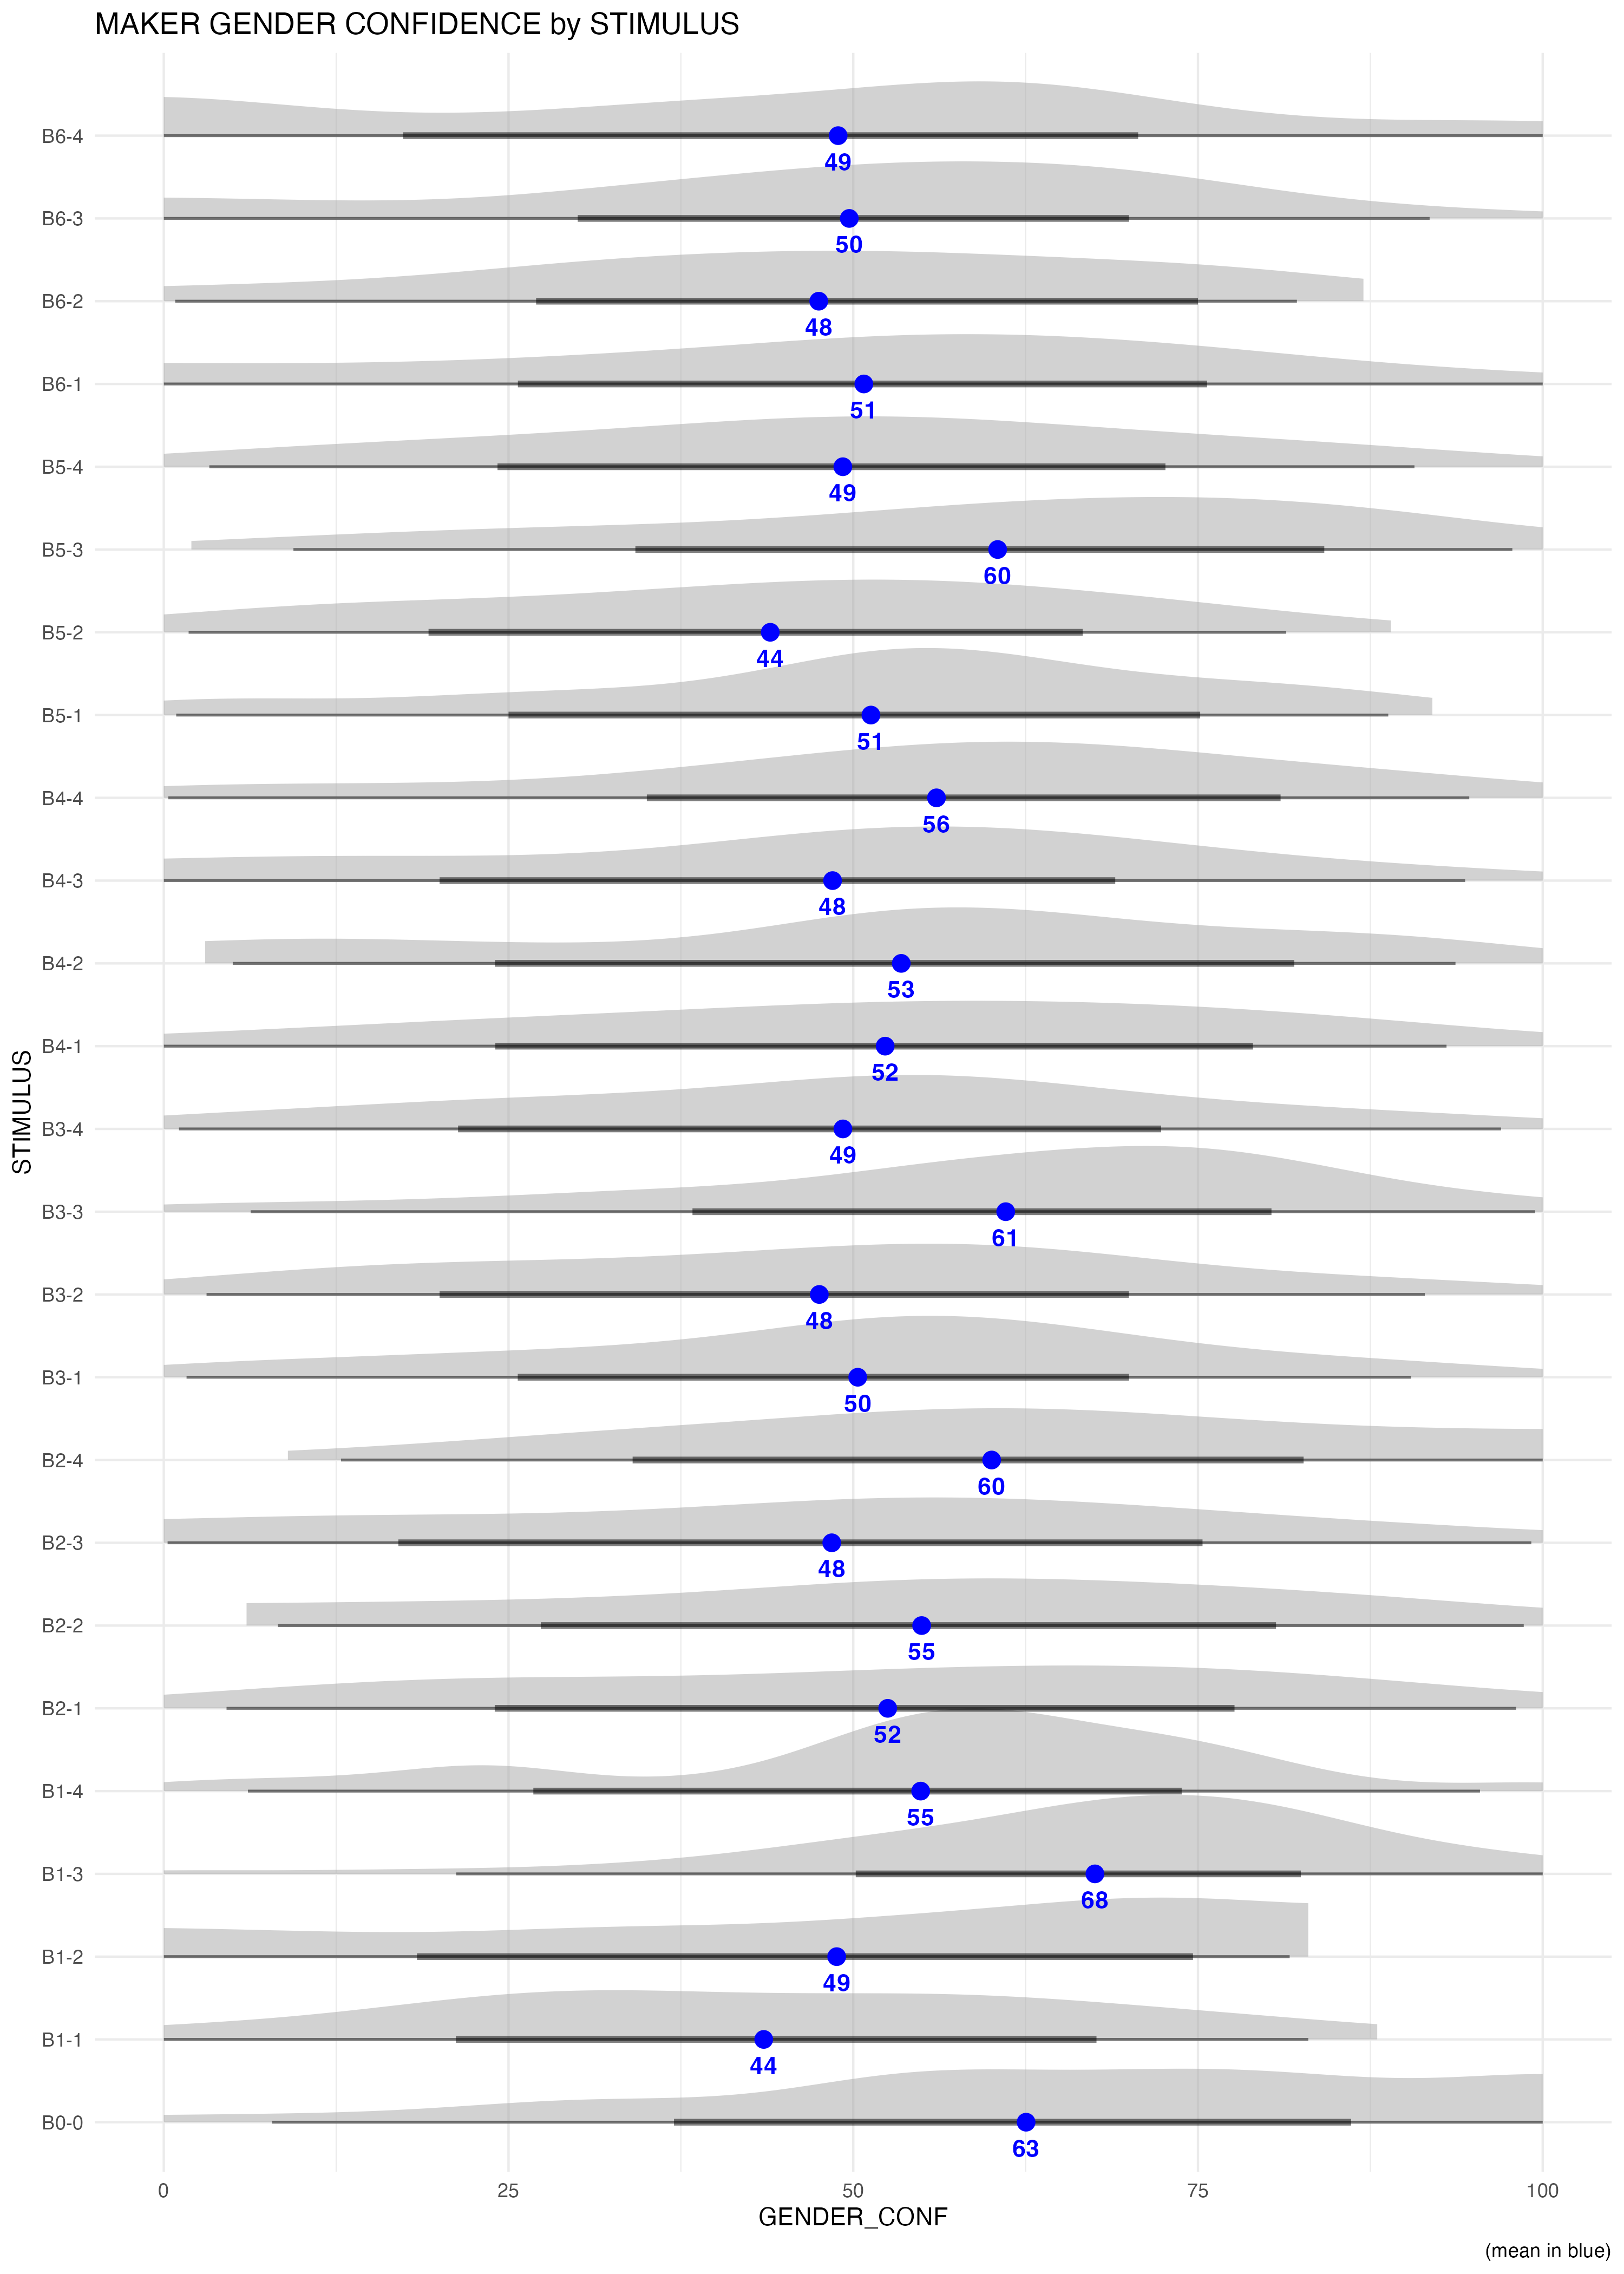 MAKER GENDER CONFIDENCE by STIMULUS
STIMULUS
B6-4
49
B6-3
50
B6-2
48
B6-1
51
B5-4
49
B5-3
60
B5-2
44
B5-1
51
B4-4
56
B4-3
48
B4-2
53
B4-1
52
B3-4
49
B3-3
61
B3-2
48
B3-1
50
B2-4
60
B2-3
48
B2-2
55
B2-1
52
B1-4
55
B1-3
68
B1-2
49
B1-1
44
B0-0
63
0 25 50 75 100
GENDER_CONF
(mean in blue)